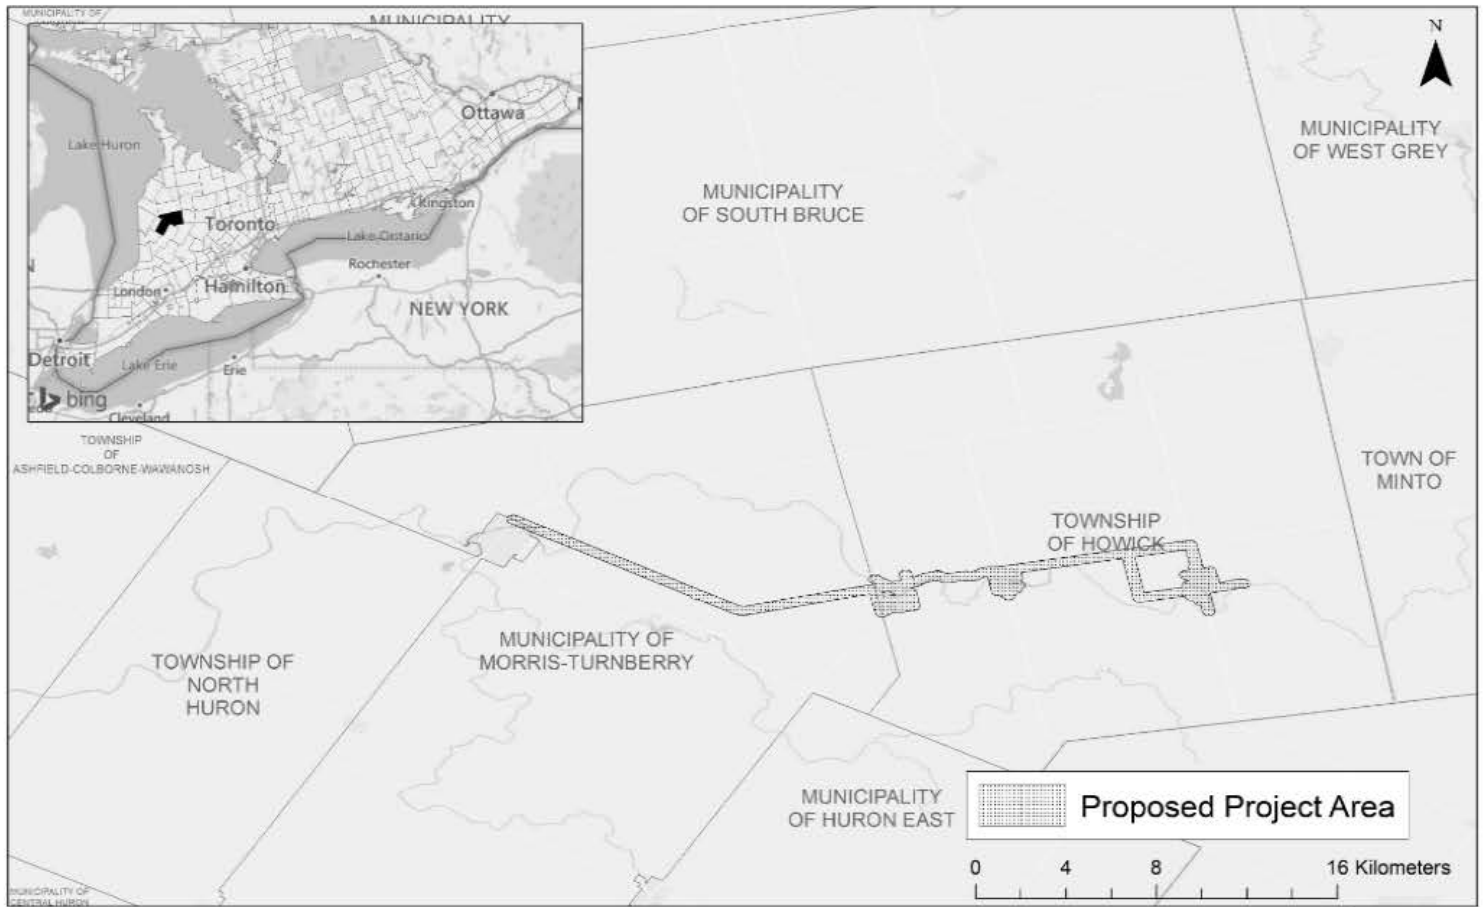 MUNICIPALITY OF
MUNICIPALITY
N
Lake Huron
Ottawa
Kingston
Toronto
Lake Ontario
Rochester
London
Hamilton
NEW YORK
Detroit
Lake Erie
Erie
bing
Cleveland
MUNICIPALITY
OF WEST GREY
MUNICIPALITY
OF SOUTH BRUCE
TOWNSHIP
OF
ASHFIELD-COLBORNE-WAWANOSH
TOWN OF
MINTO
TOWNSHIP
OF HOWICK
MUNICIPALITY OF
MORRIS-TURNBERRY
TOWNSHIP OF
NORTH
HURON
MUNICIPALITY
OF HURON EAST
MUNICIPALITY OF
CENTRAL HURON
Proposed Project Area
0 4 8 16 Kilometers